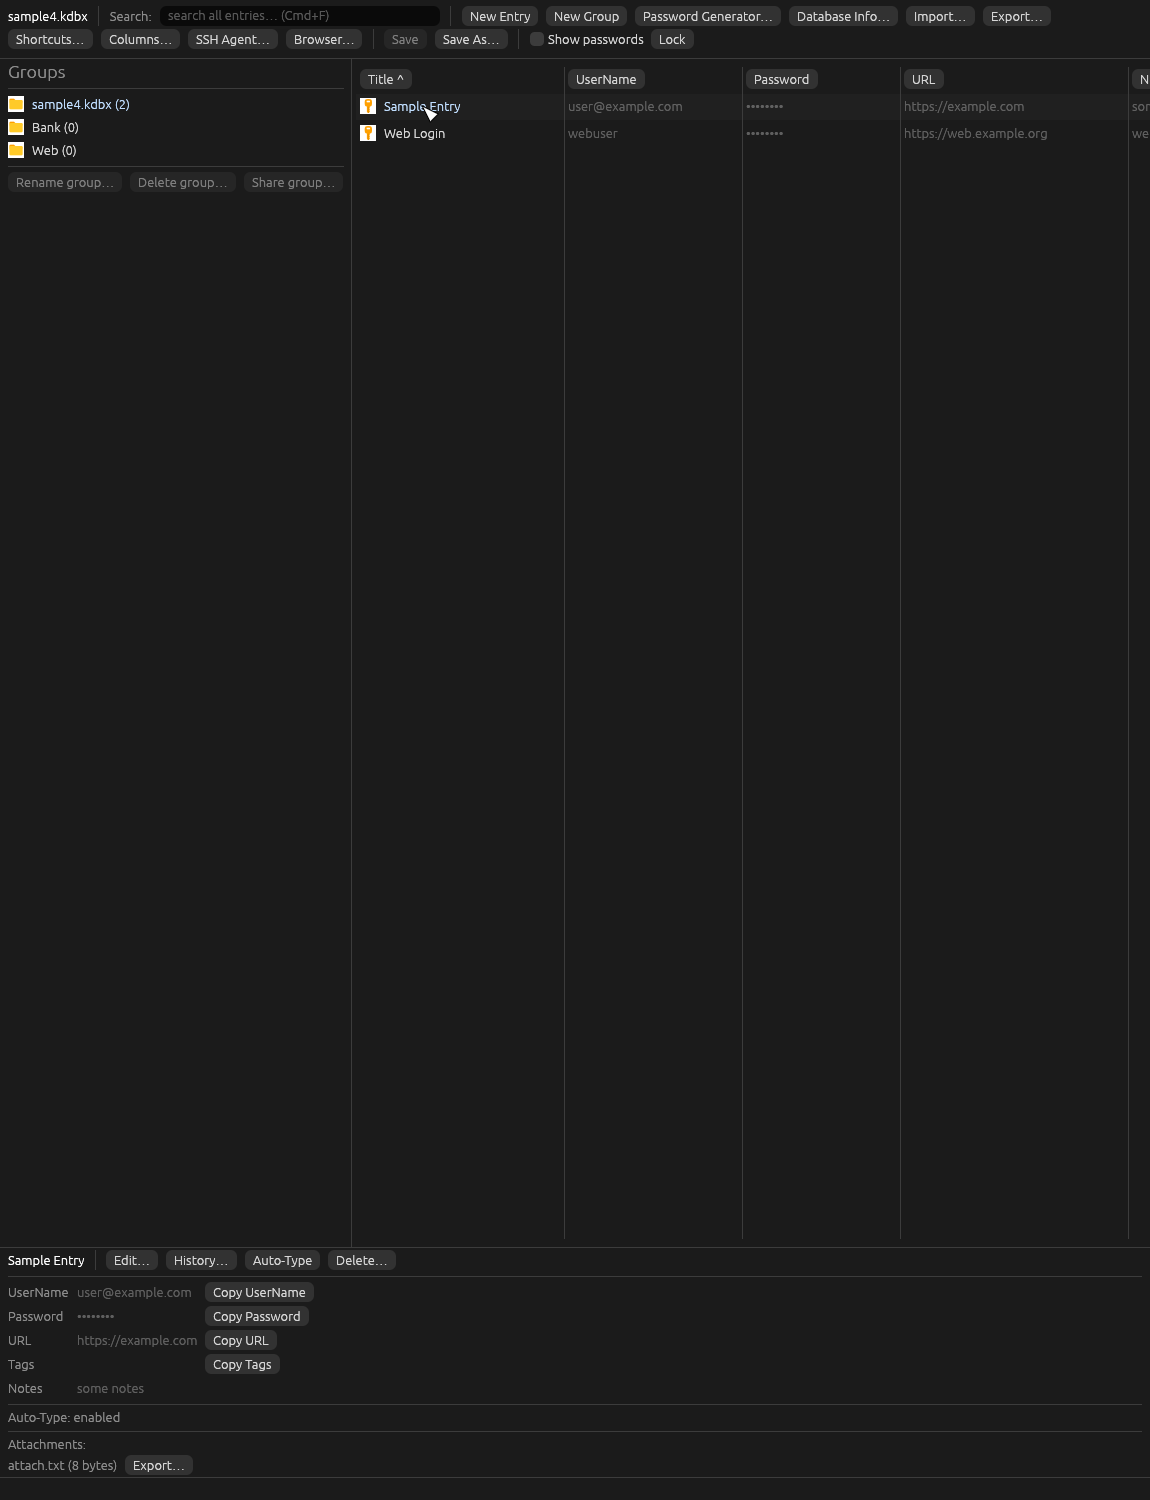 sample4.kdbx Search: search all entries... (Cmd+F) New Entry New Group Password Generator... Database Info... Import... Export...
Shortcuts... Columns... SSH Agent... Browser... Save Save As... Show passwords Lock
Groups
sample4.kdbx (2)
Bank (0)
Web (0)
Rename group... Delete group... Share group...
Title ^ UserName Password URL N
Sample Entry user@example.com •••••••• https://example.com sor
Web Login webuser •••••••• https://web.example.org we
Sample Entry Edit... History... Auto-Type Delete...
UserName user@example.com Copy UserName
Password •••••••• Copy Password
URL https://example.com Copy URL
Tags Copy Tags
Notes some notes
Auto-Type: enabled
Attachments:
attach.txt (8 bytes) Export...